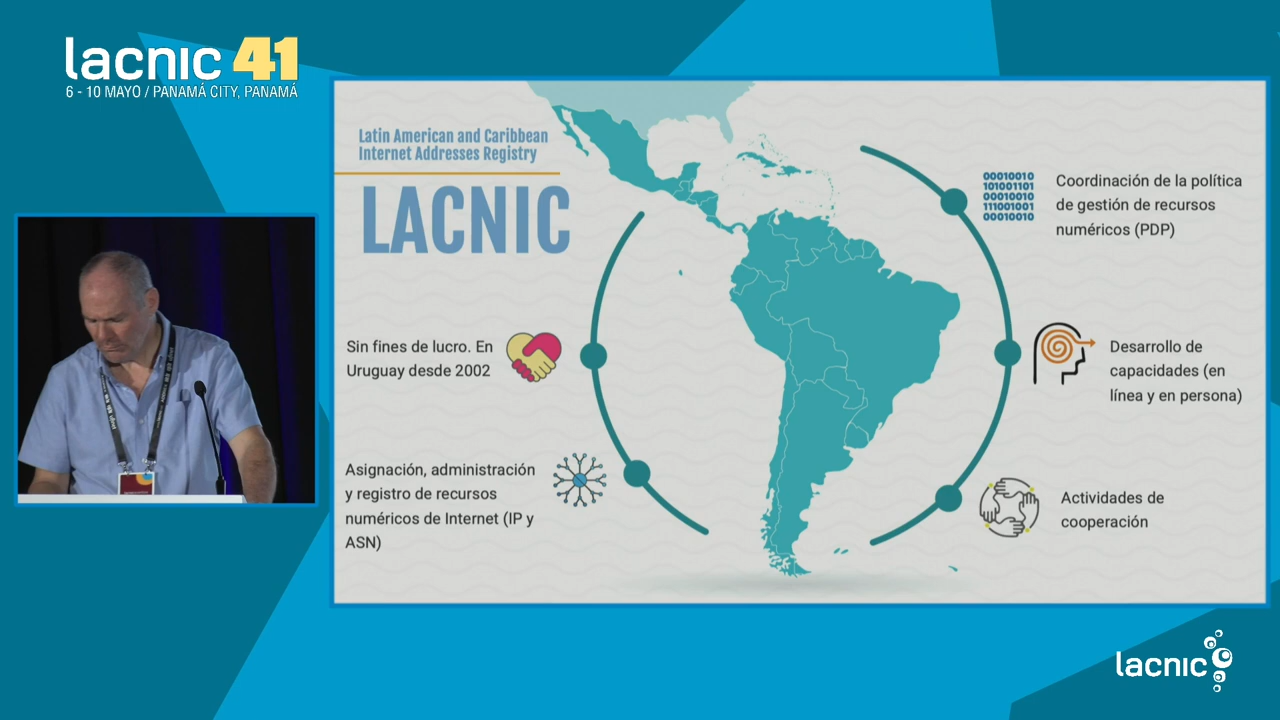 lacnic 41
6 - 10 MAYO / PANAMÁ CITY, PANAMÁ
Latin American and Caribbean
Internet Addresses Registry
LACNIC
Sin fines de lucro. En
Uruguay desde 2002
Asignación, administración
y registro de recursos
numéricos de Internet (IP y
ASN)
00010010
101001101
00010010
111001001
00010010
Coordinación de la política
de gestión de recursos
numéricos (PDP)
Desarrollo de
capacidades (en
línea y en persona)
Actividades de
cooperación
lacnic